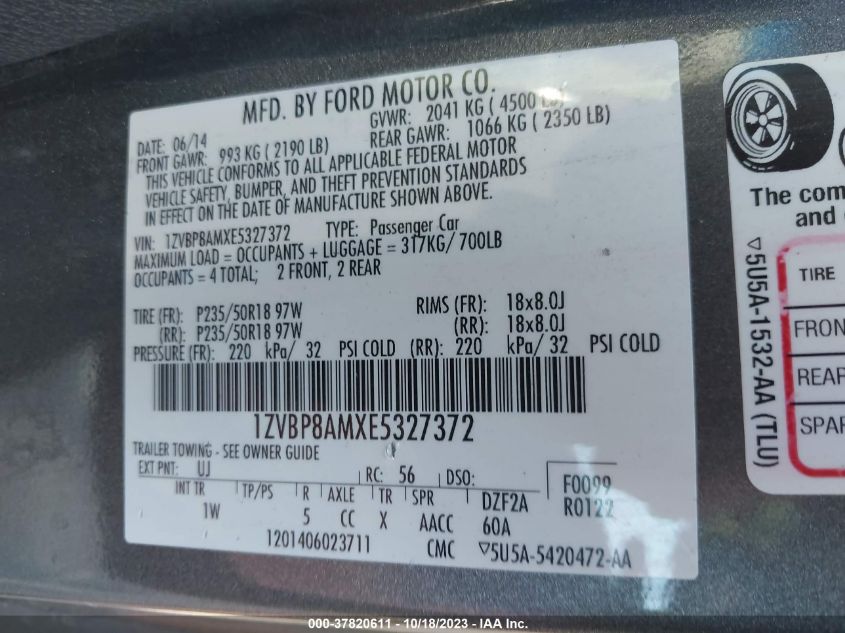 MFD. BY FORD MOTOR CO.
DATE: 06/14
GVWR: 2041 KG ( 4500 LB)
FRONT GAWR: 993 KG ( 2190 LB)
REAR GAWR: 1066 KG ( 2350 LB)
THIS VEHICLE CONFORMS TO ALL APPLICABLE FEDERAL MOTOR
VEHICLE SAFETY, BUMPER, AND THEFT PREVENTION STANDARDS
IN EFFECT ON THE DATE OF MANUFACTURE SHOWN ABOVE.
VIN: 1ZVBP8AMXE5327372 TYPE: Passenger Car
MAXIMUM LOAD = OCCUPANTS + LUGGAGE = 317KG/ 700LB
OCCUPANTS = 4 TOTAL; 2 FRONT, 2 REAR
TIRE (FR): P235/50R18 97W RIMS (FR): 18x8.0J
(RR): P235/50R18 97W (RR): 18x8.0J
PRESSURE (FR): 220 kPa/ 32 PSI COLD (RR): 220 kPa/ 32 PSI COLD
1ZVBP8AMXE5327372
TRAILER TOWING - SEE OWNER GUIDE
EXT PNT: UJ RC: 56 DSO: F0099
INT TR TP/PS R AXLE TR SPR DZF2A R0122
1W 5 CC X AACC 60A
1201406023711 CMC ▽5U5A-5420472-AA
The com
and
▽5U5A-1532-AA (TLU)
TIRE
FRON
REAR
SPAR
000-37820611 - 10/18/2023 - IAA Inc.